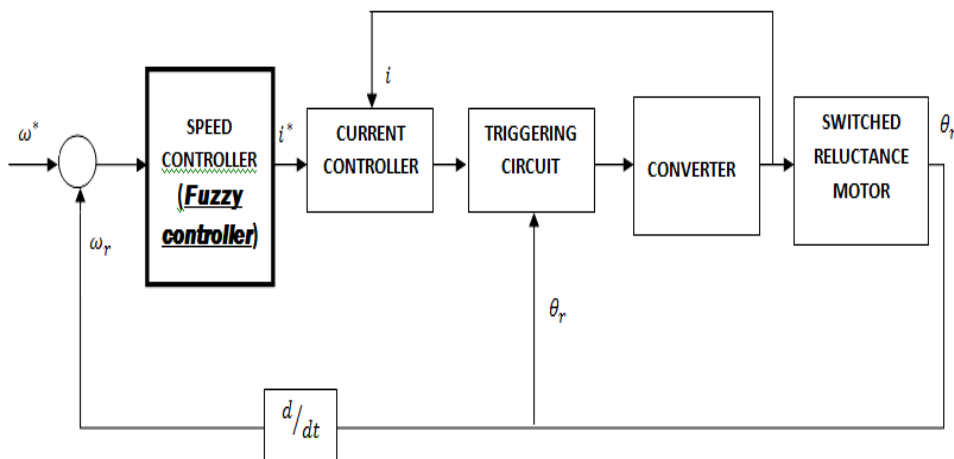 i
ω*
SPEED
CONTROLLER
(Fuzzy
controller)
i*
CURRENT
CONTROLLER
TRIGGERING
CIRCUIT
CONVERTER
SWITCHED
RELUCTANCE
MOTOR
θr
ωr
θr
d/dt